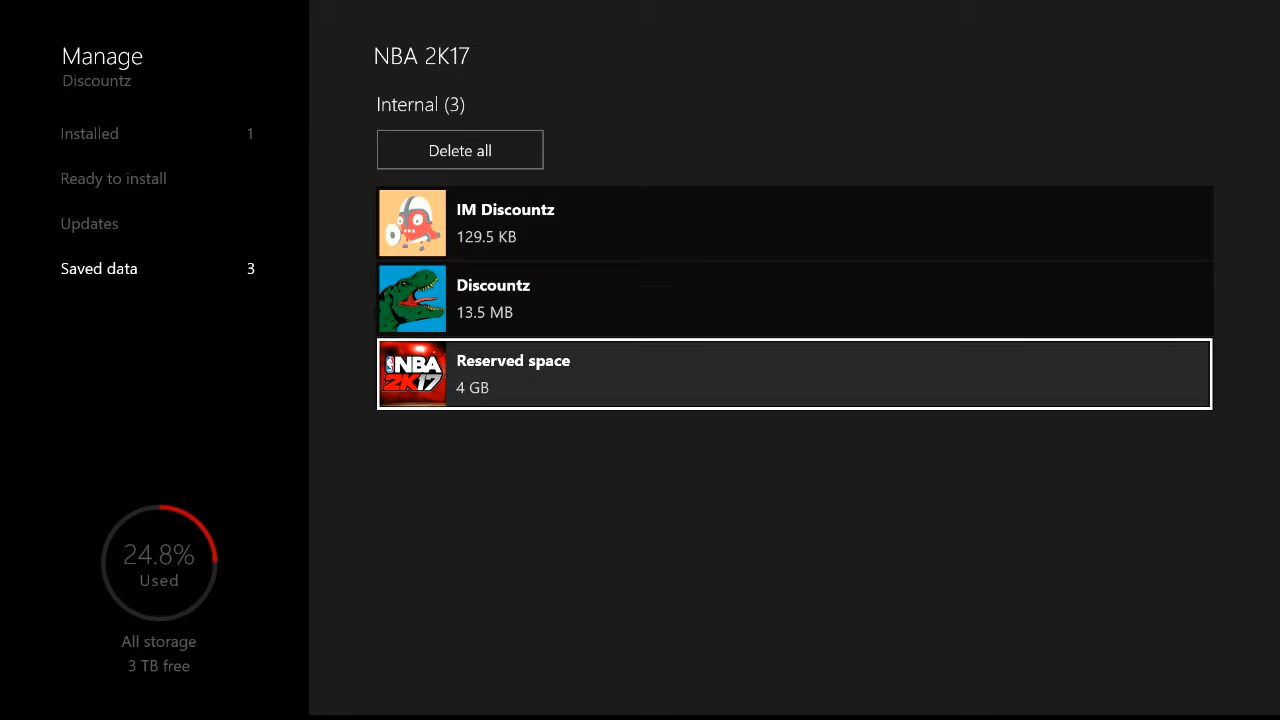 Manage
Discountz
Installed 1
Ready to install
Updates
Saved data 3
24.8%
Used
All storage
3 TB free
NBA 2K17
Internal (3)
Delete all
IM Discountz
129.5 KB
Discountz
13.5 MB
NBA
2K17
Reserved space
4 GB